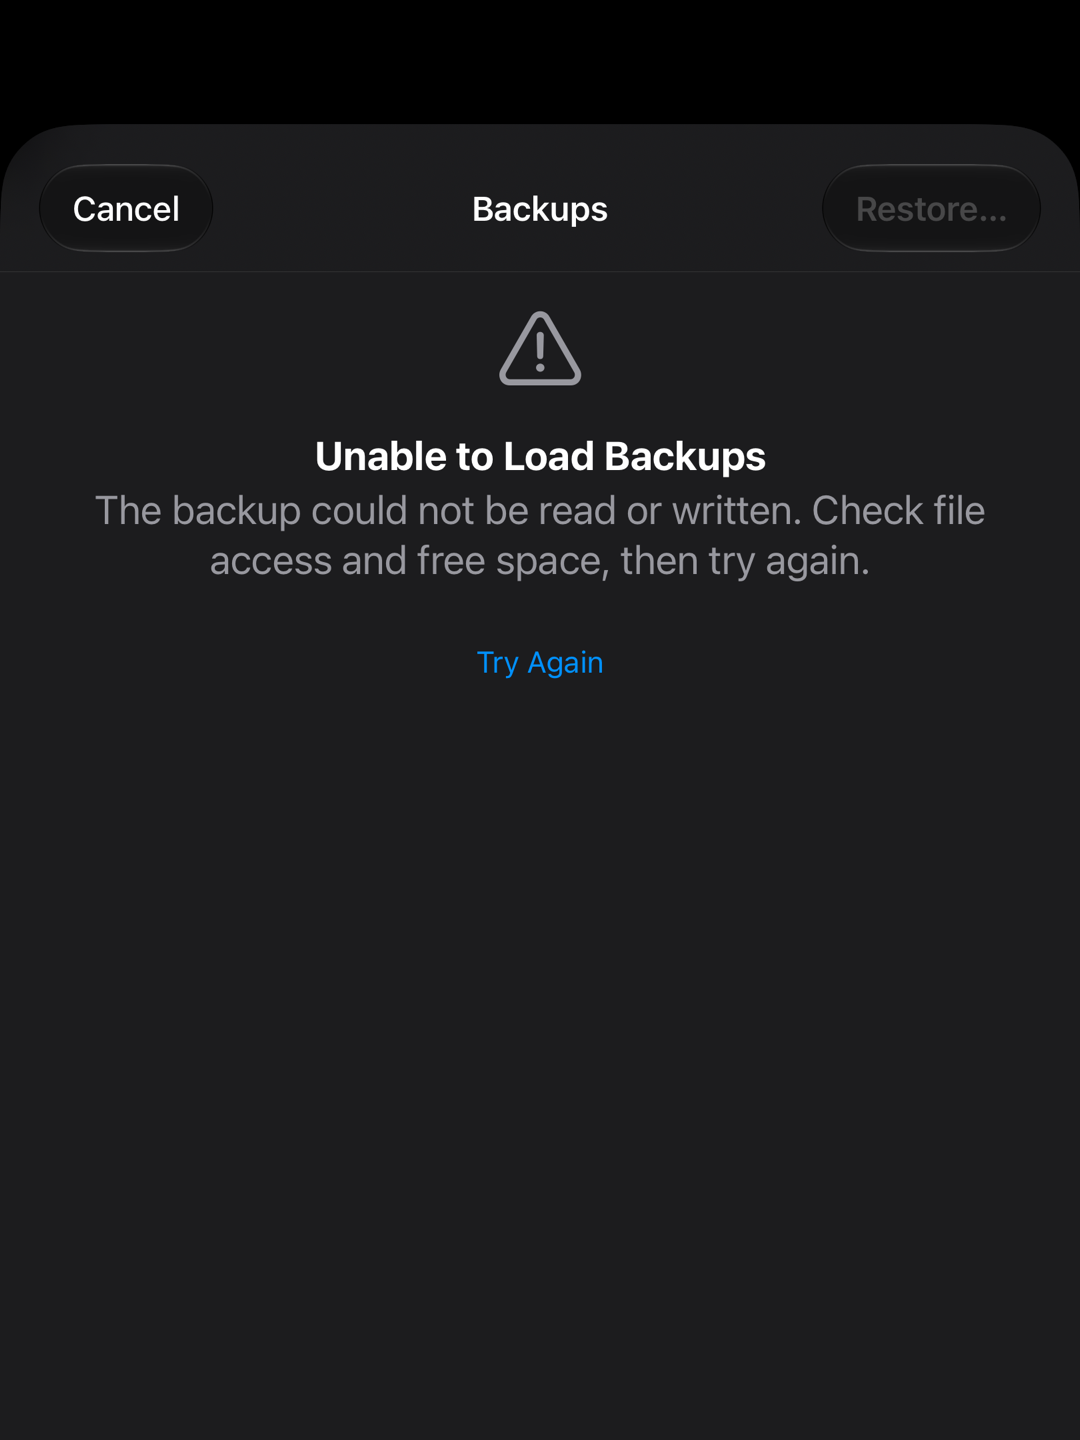 Cancel
Backups
Restore...
Unable to Load Backups
The backup could not be read or written. Check file
access and free space, then try again.
Try Again